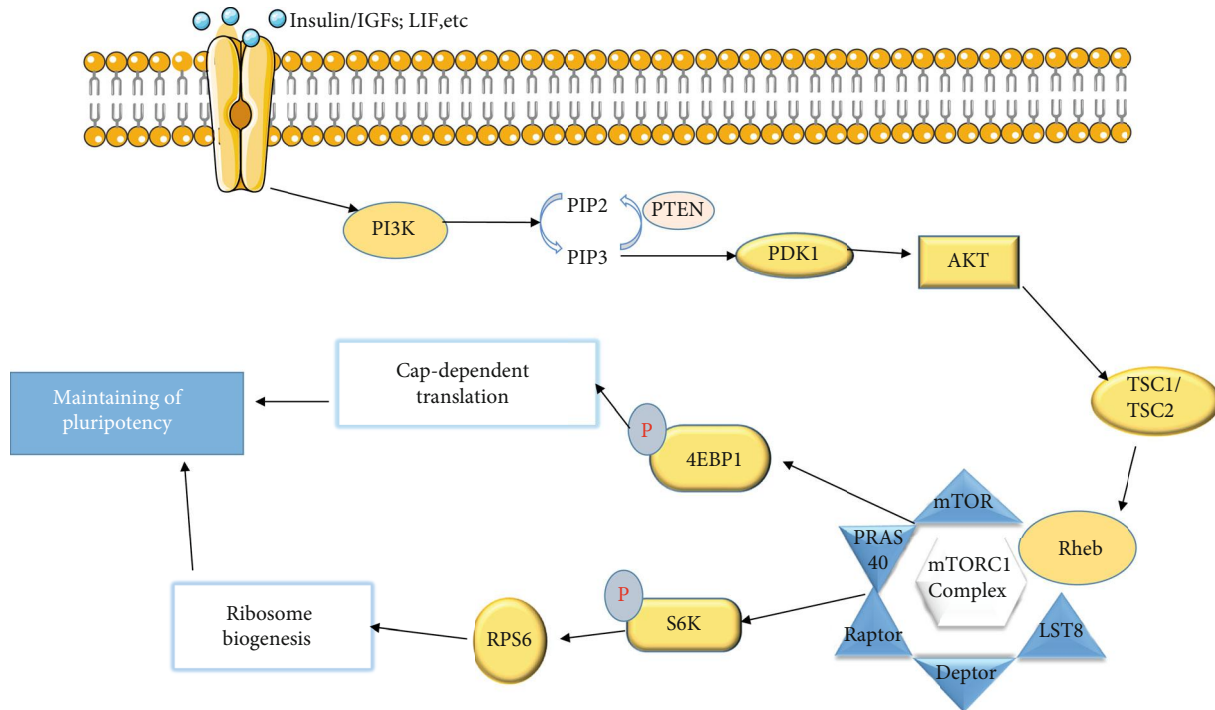 Insulin/IGFs; LIF,etc
PI3K
PIP2
PTEN
PIP3
PDK1
AKT
TSC1/
TSC2
Cap-dependent
translation
Maintaining of
pluripotency
P
4EBP1
mTOR
PRAS
40
mTORC1
Complex
Rheb
P
S6K
RPS6
Ribosome
biogenesis
Raptor
LST8
Deptor